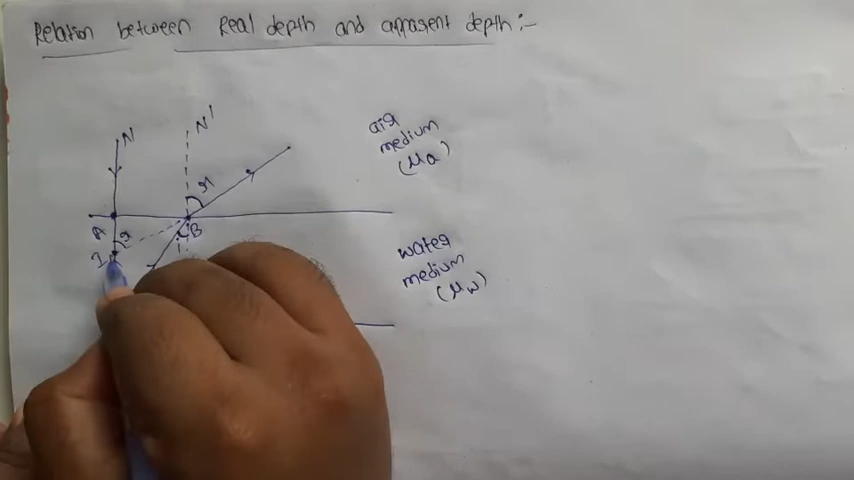 Relation between Real depth and apparent depth :-
N
N'
air
medium
(μa)
r
A
r
B
I
i
water
medium
(μw)